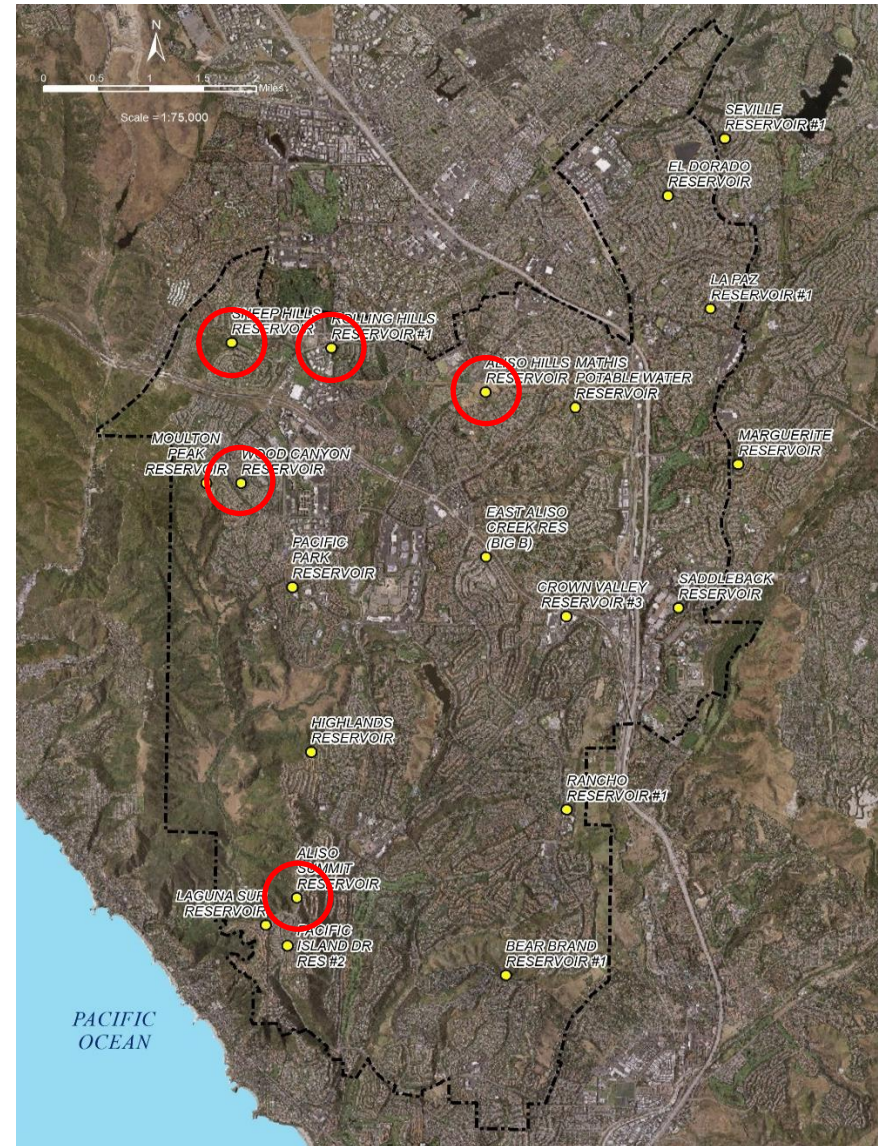 N
0 0.5 1 1.5 2
Miles
Scale = 1:75,000
SEVILLE
RESERVOIR #1
EL DORADO
RESERVOIR
LA PAZ
RESERVOIR #1
SHEEP HILLS
RESERVOIR
ROLLING HILLS
RESERVOIR #1
ALISO HILLS
RESERVOIR
MATHIS
POTABLE WATER
RESERVOIR
MOULTON
PEAK
RESERVOIR
WOOD CANYON
RESERVOIR
MARGUERITE
RESERVOIR
EAST ALISO
CREEK RES
(BIG B)
PACIFIC
PARK
RESERVOIR
CROWN VALLEY
RESERVOIR #3
SADDLEBACK
RESERVOIR
HIGHLANDS
RESERVOIR
RANCHO
RESERVOIR #1
ALISO
SUMMIT
RESERVOIR
LAGUNA SUR
RESERVOIR
PACIFIC
ISLAND DR
RES #2
BEAR BRAND
RESERVOIR #1
PACIFIC
OCEAN